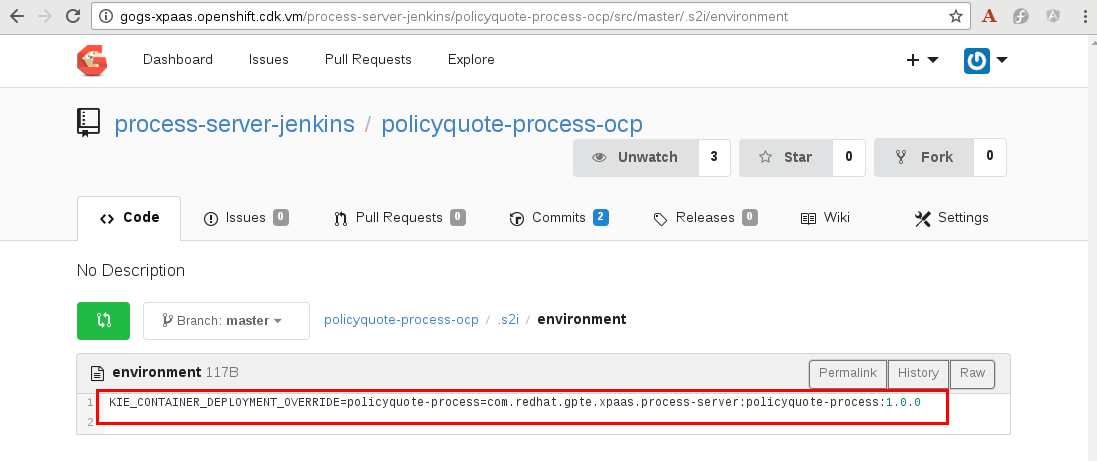 gogs-xpaas.openshift.cdk.vm/process-server-jenkins/policyquote-process-ocp/src/master/.s2i/environment
Dashboard Issues Pull Requests Explore
process-server-jenkins / policyquote-process-ocp
Unwatch 3 Star 0 Fork 0
Code Issues 0 Pull Requests 0 Commits 2 Releases 0 Wiki Settings
No Description
Branch: master policyquote-process-ocp / .s2i / environment
environment 117B Permalink History Raw
1 KIE_CONTAINER_DEPLOYMENT_OVERRIDE=policyquote-process=com.redhat.gpte.xpaas.process-server:policyquote-process:1.0.0
2